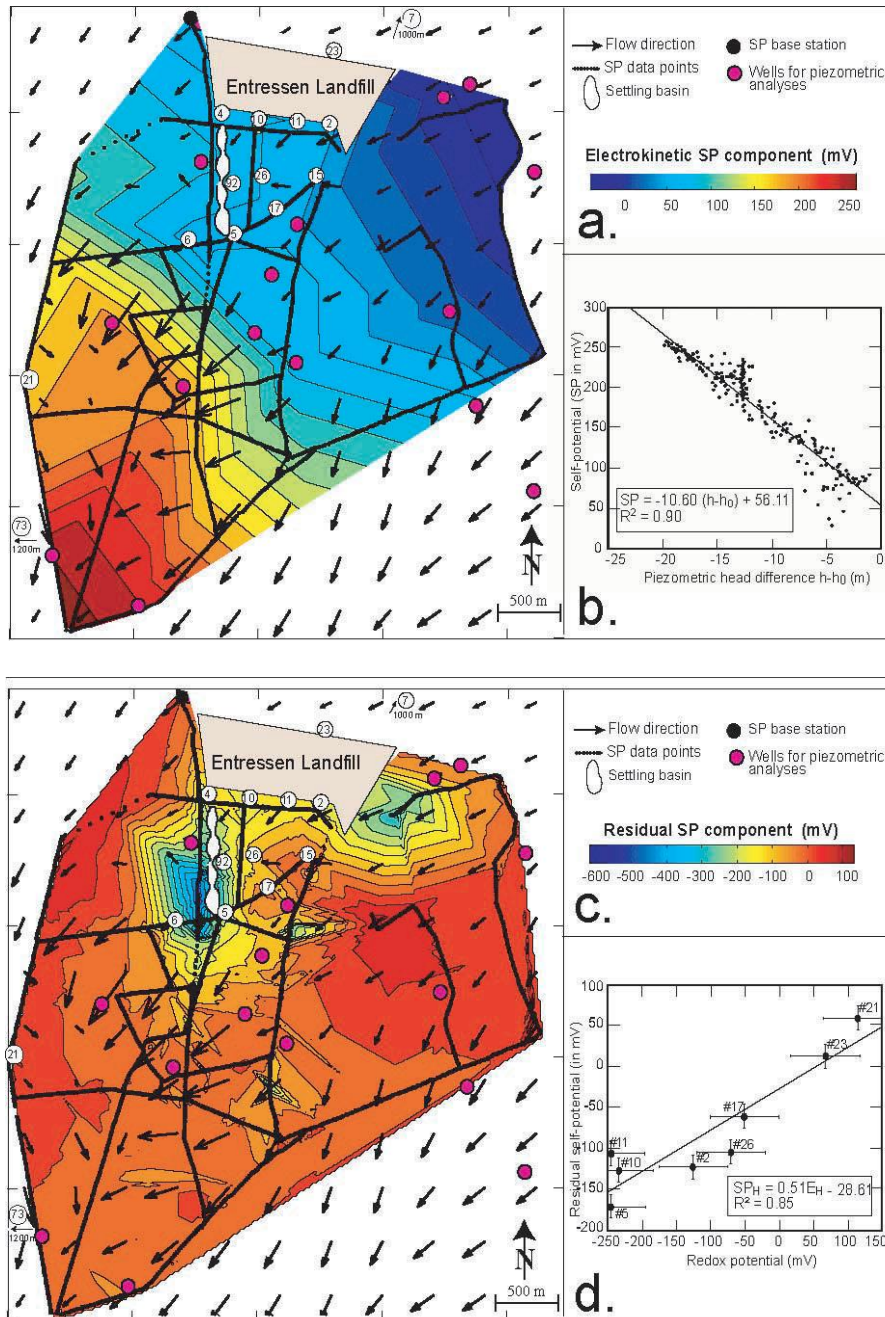 7
1000m
23
Entressen Landfill
4
10
11
2
92
26
15
17
6
5
21
73
1200m
N
500 m
Flow direction
SP base station
SP data points
Wells for piezometric
analyses
Settling basin
Electrokinetic SP component (mV)
0 50 100 150 200 250
a.
300
250
200
150
100
50
0
Self-potential (SP in mV)
SP = -10.60 (h-h0) + 56.11
R2 = 0.90
-25 -20 -15 -10 -5 0
Piezometric head difference h-h0 (m)
b.
7
1000m
23
Entressen Landfill
4
10
11
2
92
26
15
7
6
5
21
73
1200m
N
500 m
Flow direction
SP base station
SP data points
Wells for piezometric
analyses
Settling basin
Residual SP component (mV)
-600 -500 -400 -300 -200 -100 0 100
c.
100
50
0
-50
-100
-150
-200
Residual self-potential (in mV)
#21
#23
#17
#11
#26
#10
#2
SPH = 0.51EH - 28.61
R2 = 0.85
-250 -200 -150 -100 -50 0 50 100 150
Redox potential (mV)
d.